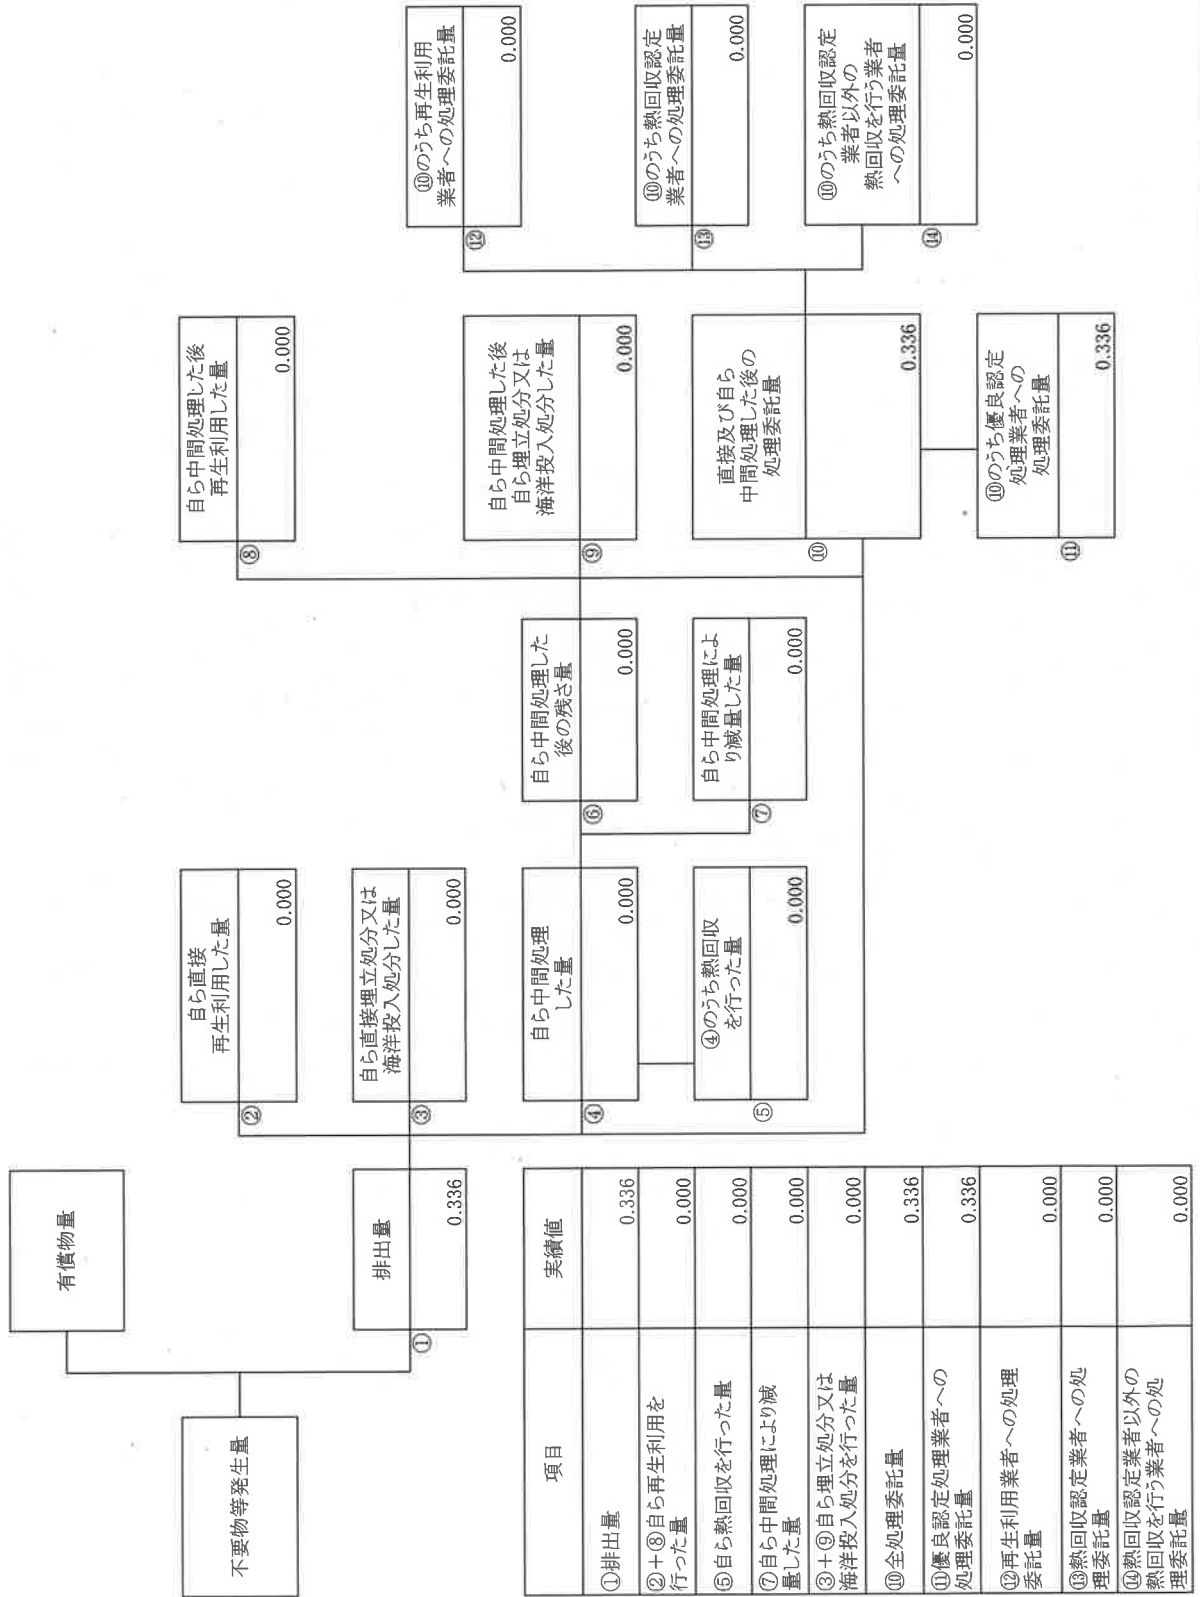 不要物等発生量
有償物量
排出量
①
0.336
自ら直接
再生利用した量
②
0.000
自ら直接埋立処分又は
海洋投入処分した量
③
0.000
自ら中間処理
した量
④
0.000
④のうち熱回収
を行った量
⑤
0.000
自ら中間処理した
後の残さ量
⑥
0.000
自ら中間処理によ
り減量した量
⑦
0.000
自ら中間処理した後
再生利用した量
⑧
0.000
自ら中間処理した後
自ら埋立処分又は
海洋投入処分した量
⑨
0.000
直接及び自ら
中間処理した後の
処理委託量
⑩
0.336
⑩のうち優良認定
処理業者への
処理委託量
⑪
0.336
⑩のうち再生利用
業者への処理委託量
⑫
0.000
⑩のうち熱回収認定
業者への処理委託量
⑬
0.000
⑩のうち熱回収認定
業者以外の
熱回収を行う業者
への処理委託量
⑭
0.000
項目 実績値
①排出量 0.336
②+⑧自ら再生利用を
行った量 0.000
⑤自ら熱回収を行った量 0.000
⑦自ら中間処理により減
量した量 0.000
③+⑨自ら埋立処分又は
海洋投入処分を行った量 0.000
⑩全処理委託量 0.336
⑪優良認定処理業者への
処理委託量 0.336
⑫再生利用業者への処理
委託量 0.000
⑬熱回収認定業者への処
理委託量 0.000
⑭熱回収認定業者以外の
熱回収を行う業者への処
理委託量 0.000